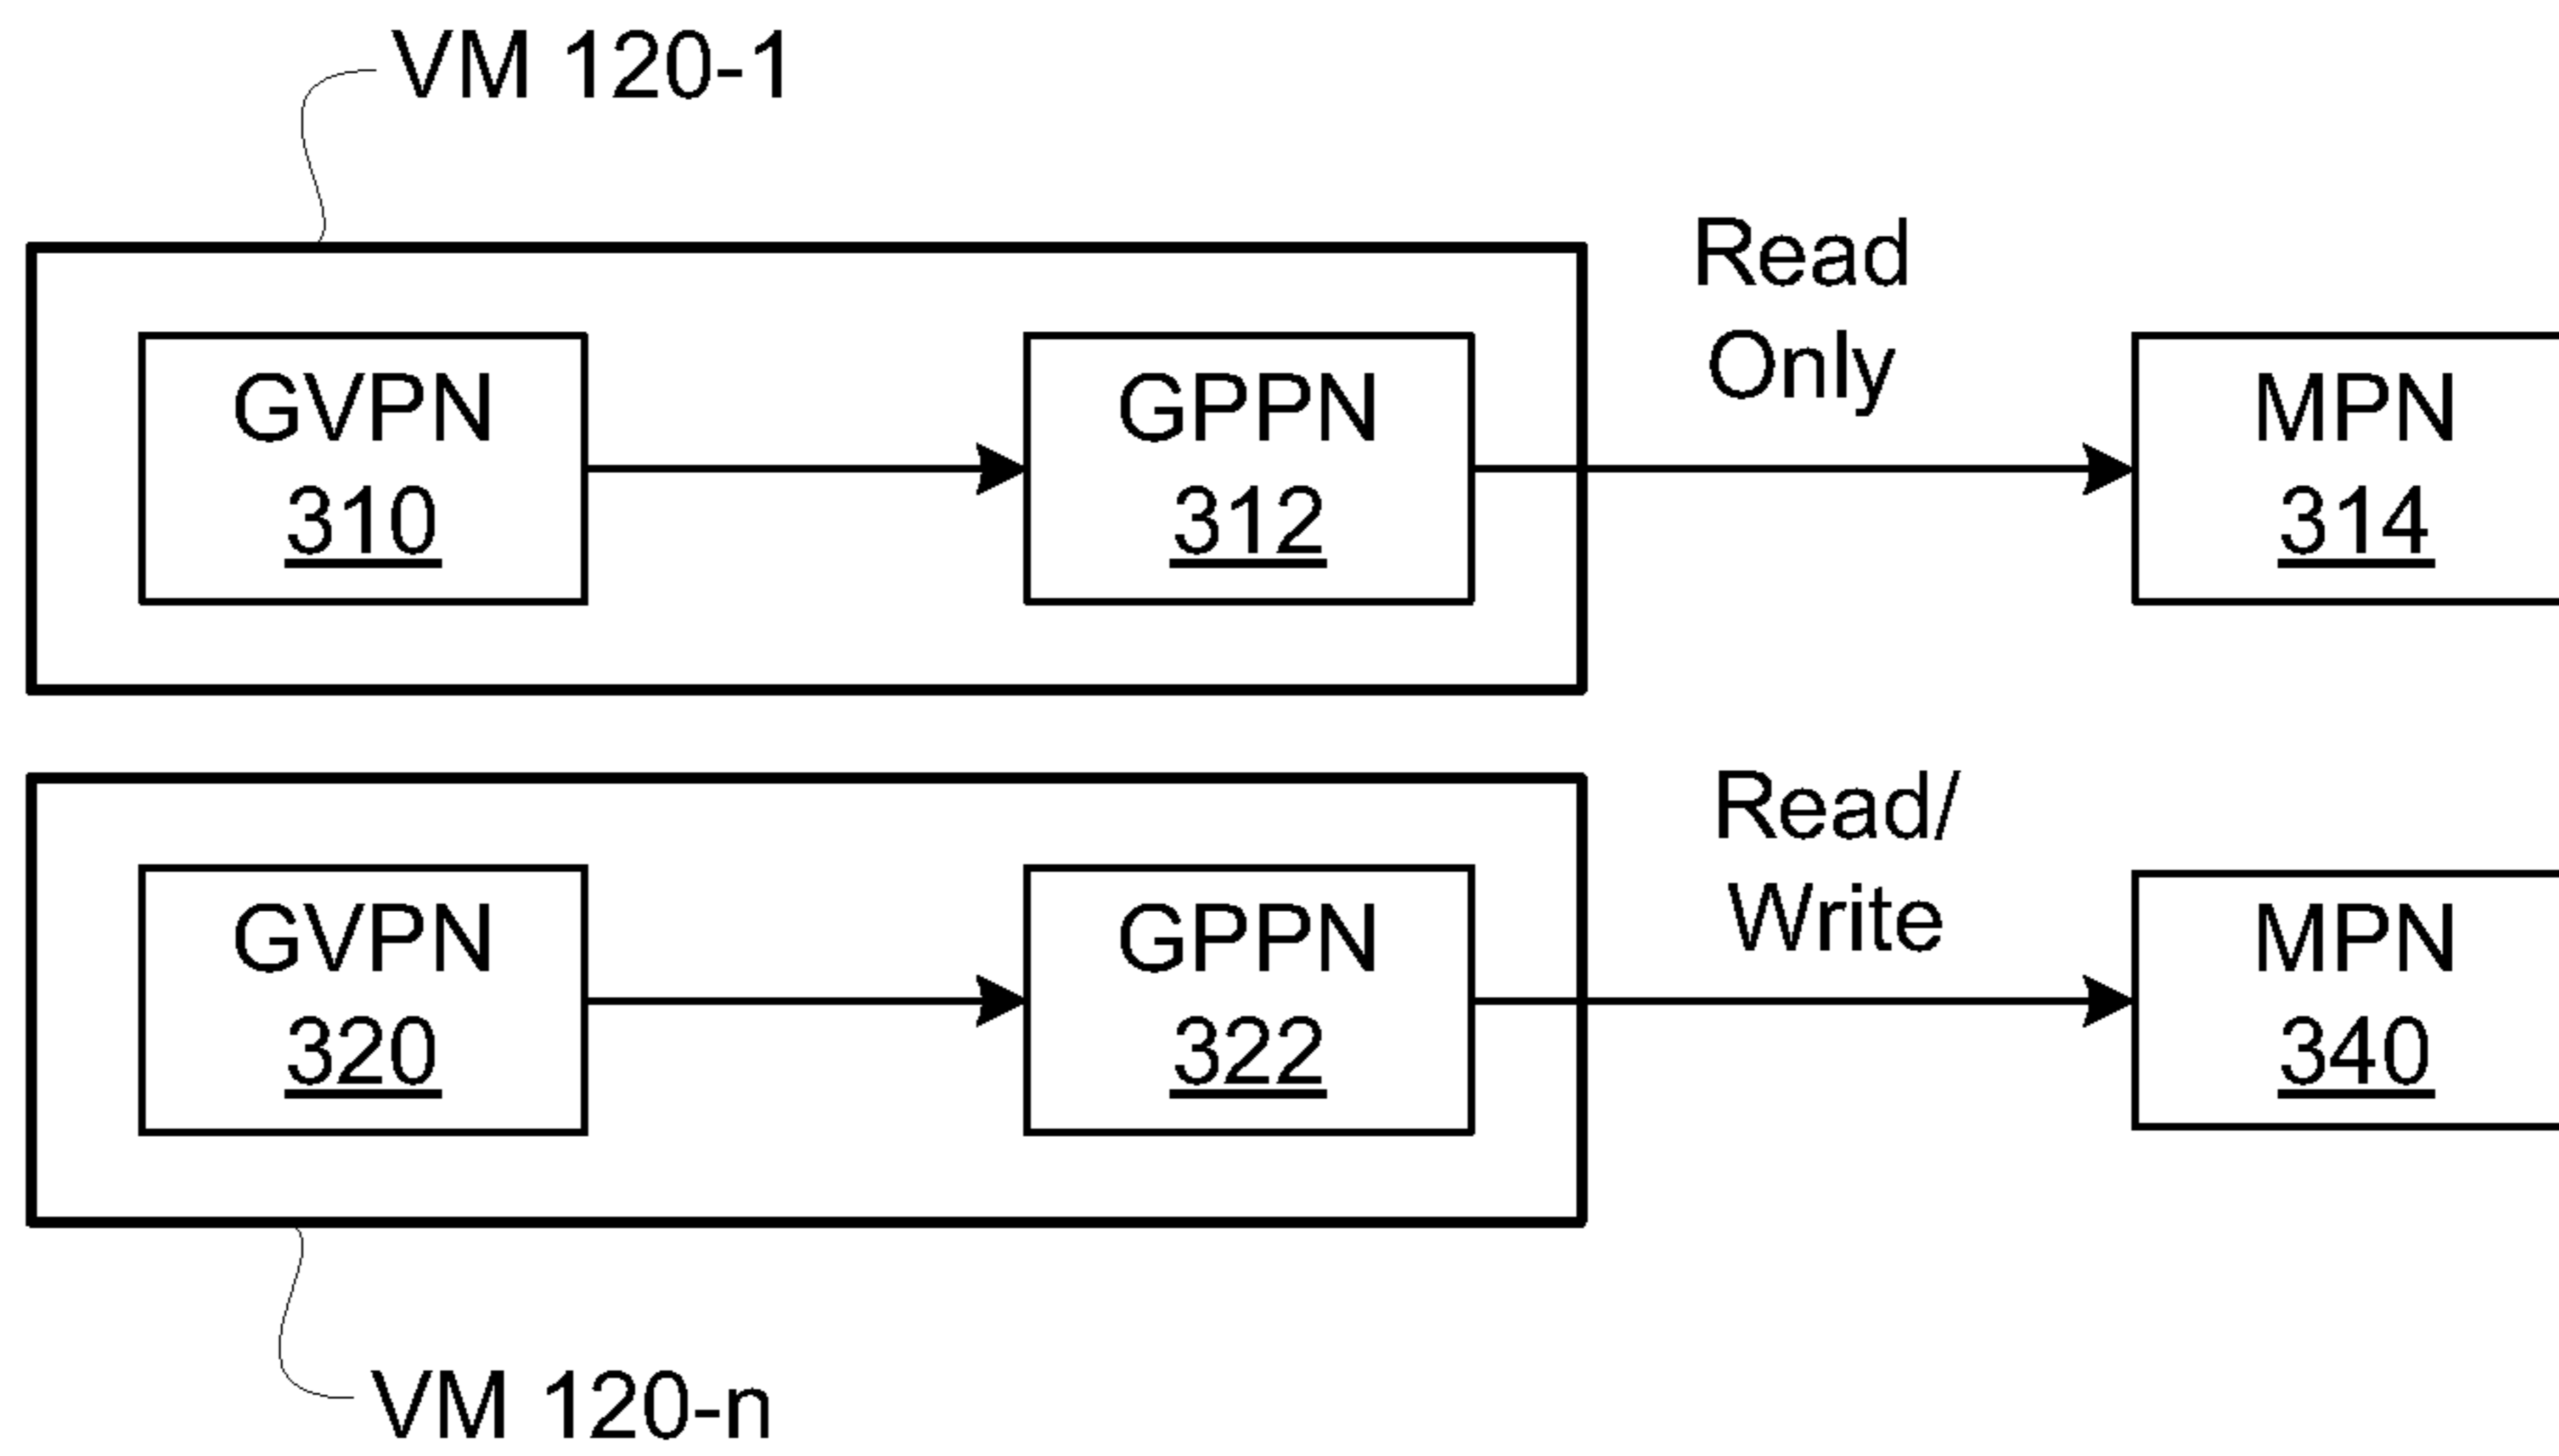 VM 120-1
Read
Only
GVPN
310
GPPN
312
MPN
314
Read/
Write
GVPN
320
GPPN
322
MPN
340
VM 120-n